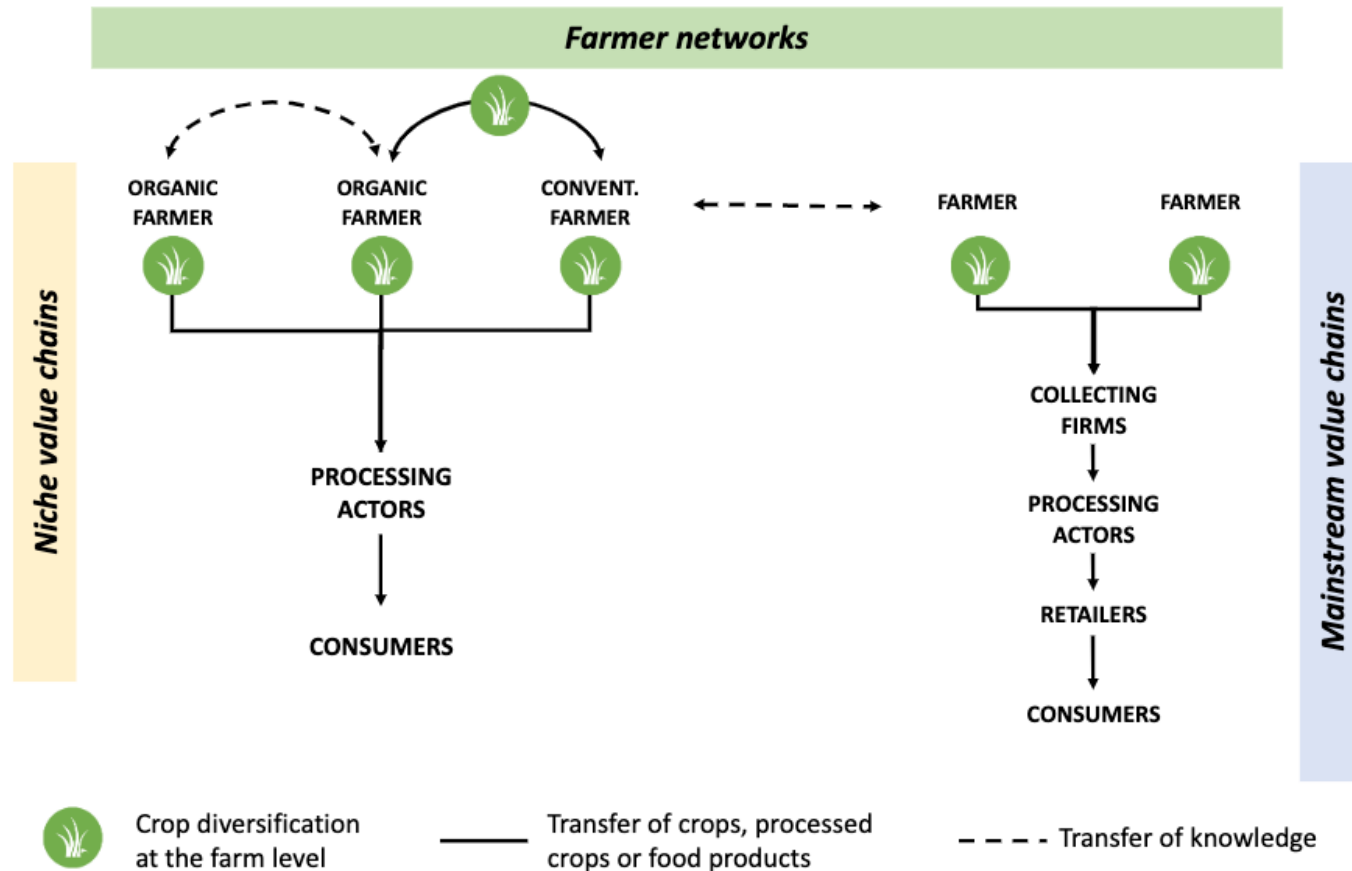 Farmer networks
Niche value chains
Mainstream value chains
ORGANIC
FARMER
ORGANIC
FARMER
CONVENT.
FARMER
FARMER
FARMER
PROCESSING
ACTORS
CONSUMERS
COLLECTING
FIRMS
PROCESSING
ACTORS
RETAILERS
CONSUMERS
Crop diversification
at the farm level
Transfer of crops, processed
crops or food products
Transfer of knowledge